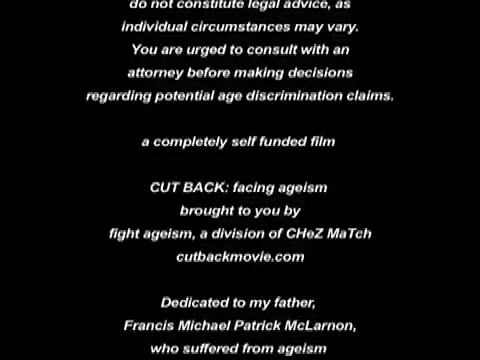 do not constitute legal advice, as
individual circumstances may vary.
You are urged to consult with an
attorney before making decisions
regarding potential age discrimination claims.
a completely self funded film
CUT BACK: facing ageism
brought to you by
fight ageism, a division of CHeZ MaTch
cutbackmovie.com
Dedicated to my father,
Francis Michael Patrick McLarnon,
who suffered from ageism